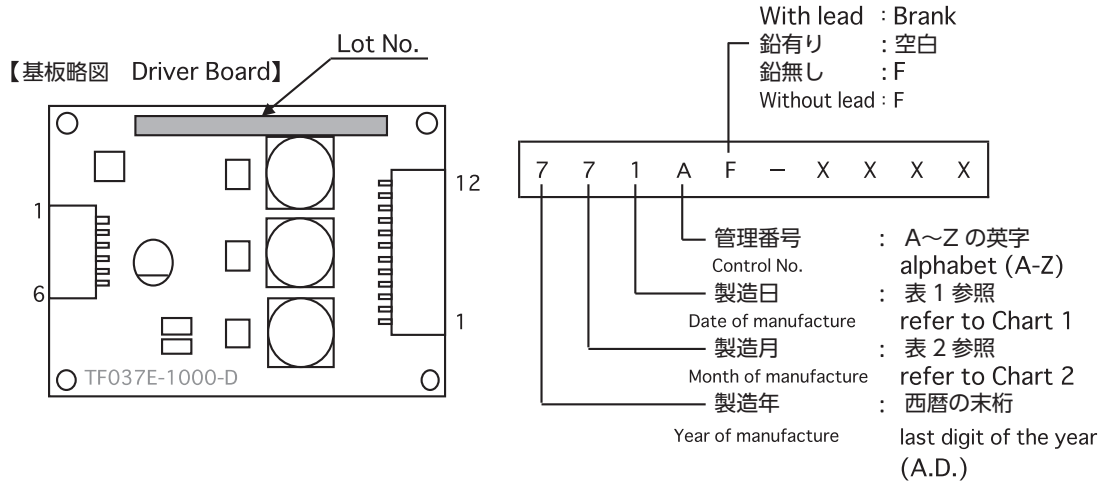 With lead : Brank
鉛有り : 空白
鉛無し : F
Without lead : F
Lot No.
【基板略図 Driver Board】
7 7 1 A F － X X X X
1
6
12
1
TF037E-1000-D
管理番号 : A～Z の英字
Control No. alphabet (A-Z)
製造日 : 表 1 参照
Date of manufacture refer to Chart 1
製造月 : 表 2 参照
Month of manufacture refer to Chart 2
製造年 : 西暦の末桁
Year of manufacture last digit of the year
(A.D.)